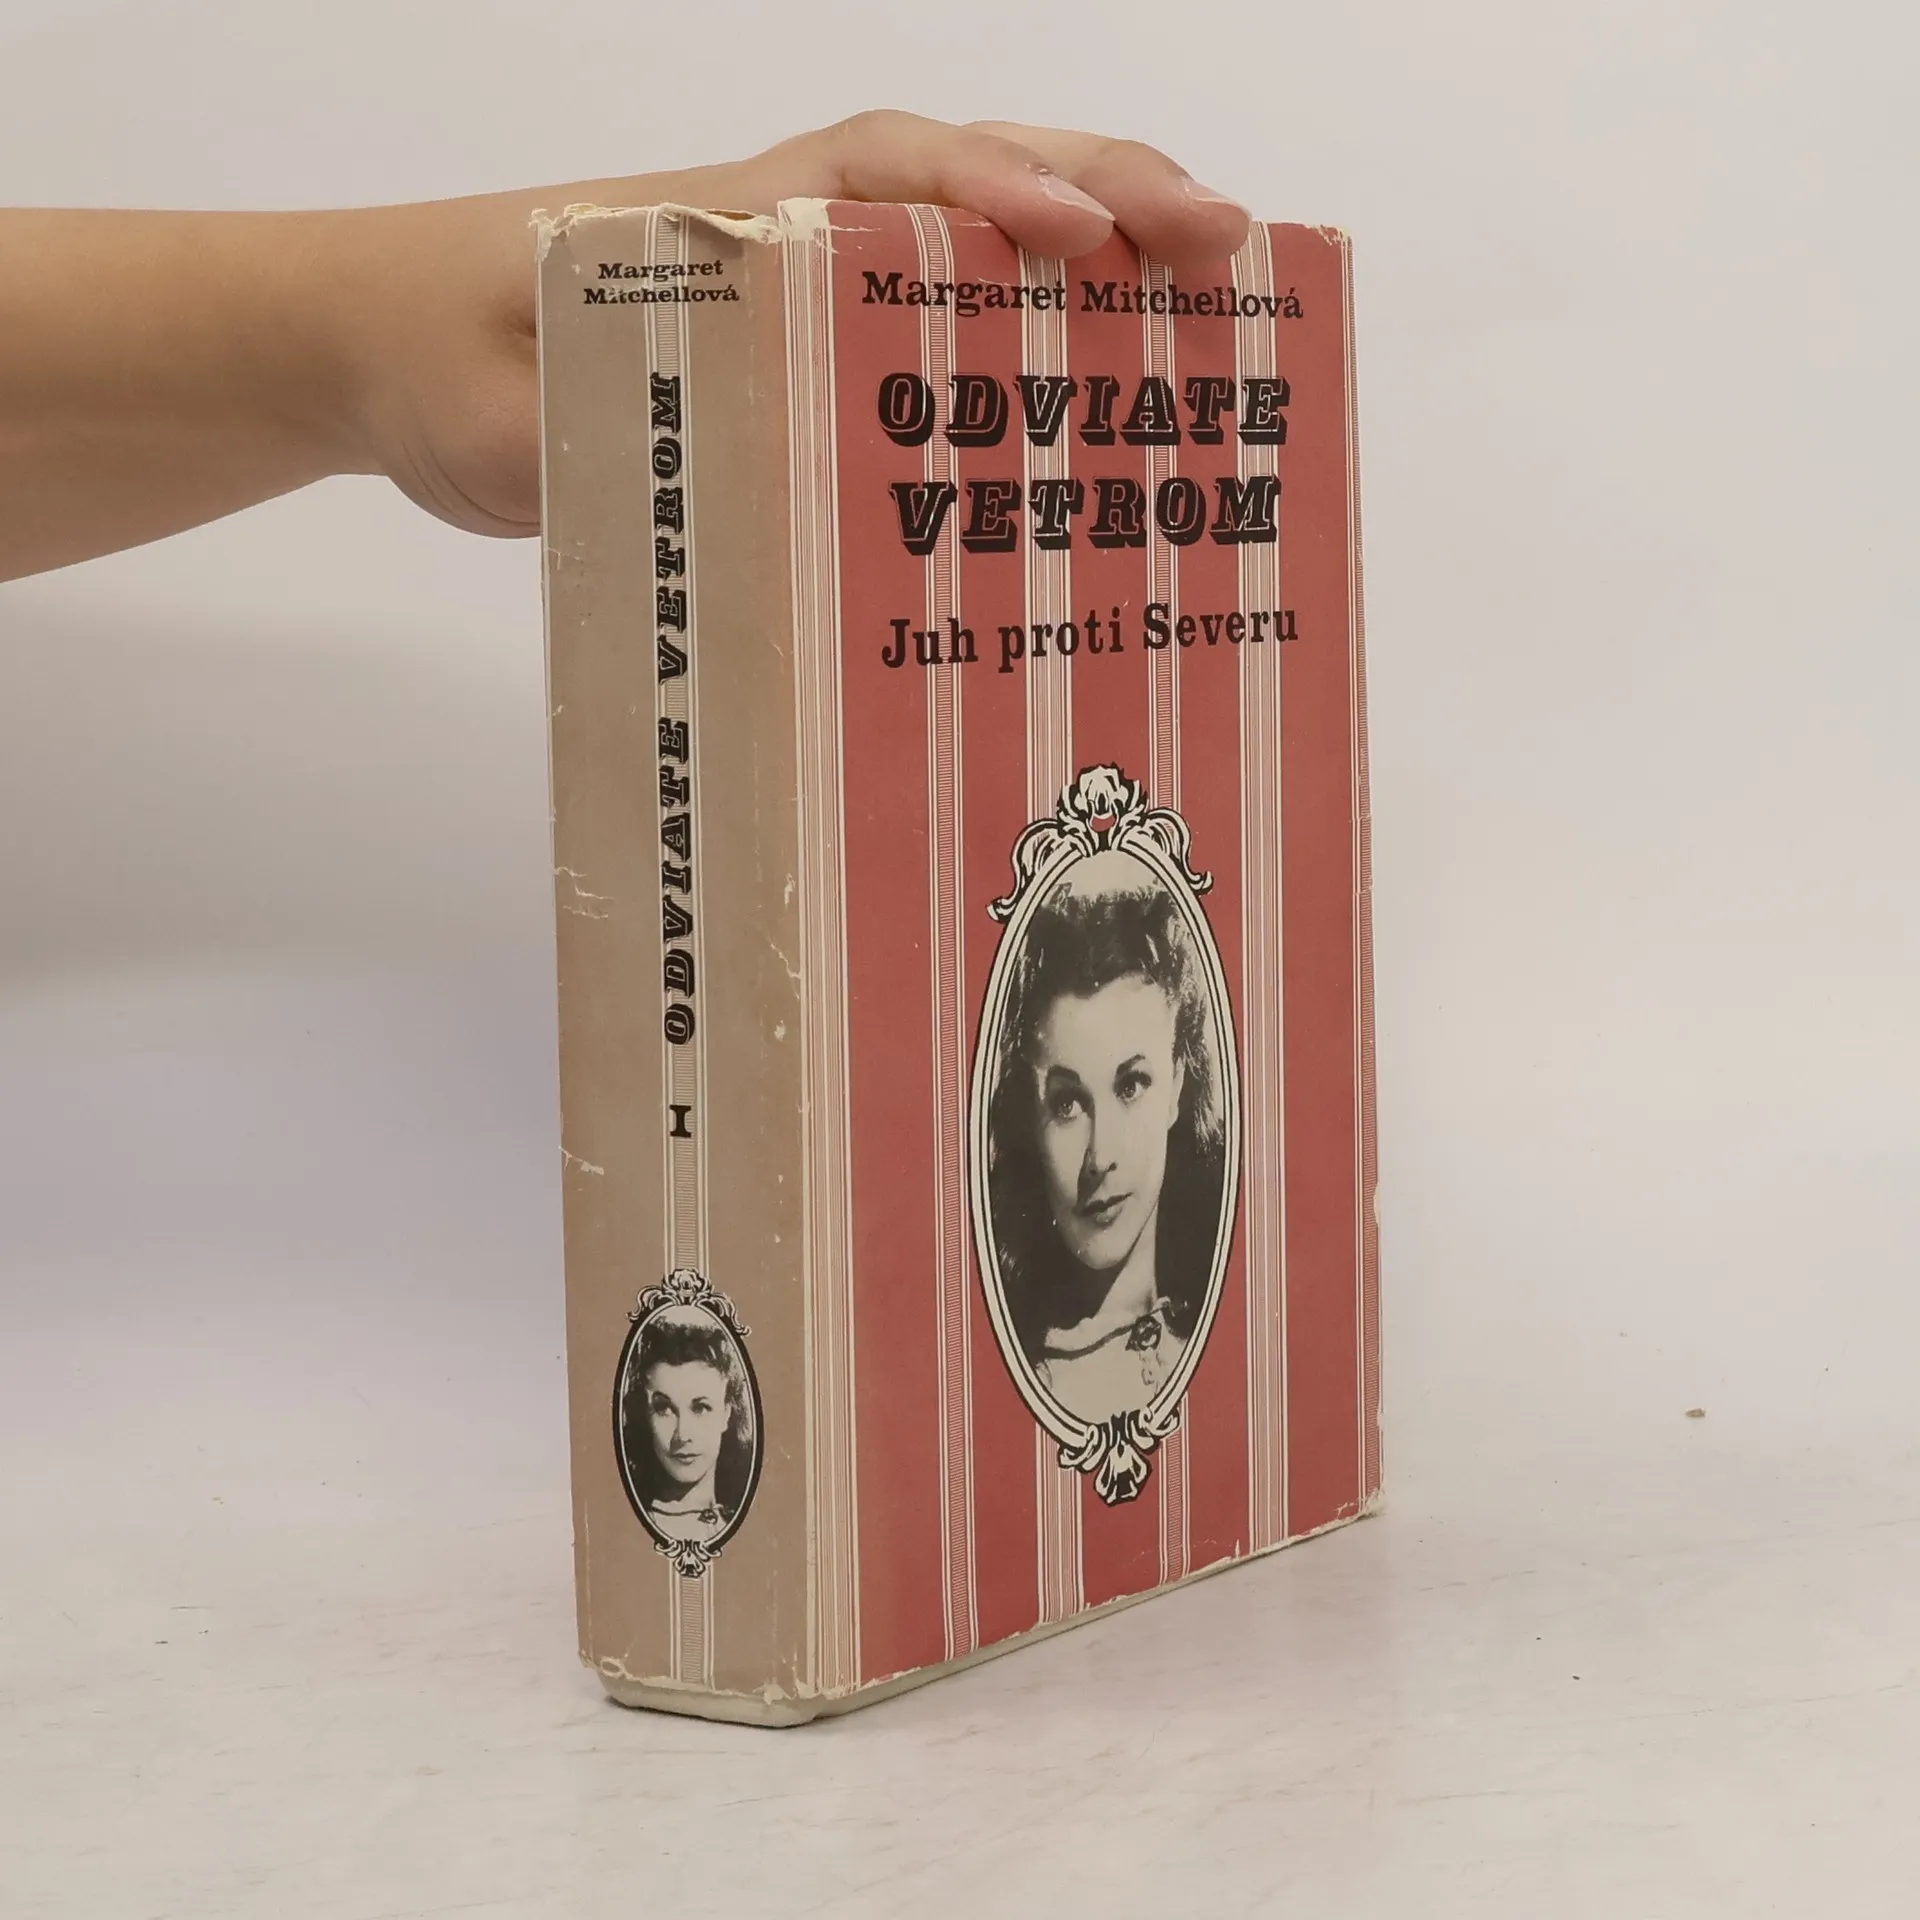 Margaret
Mitchellová
ODVIATE VETROM
I
Margaret Mitchellová
ODVIATE
VETROM
Juh proti Severu